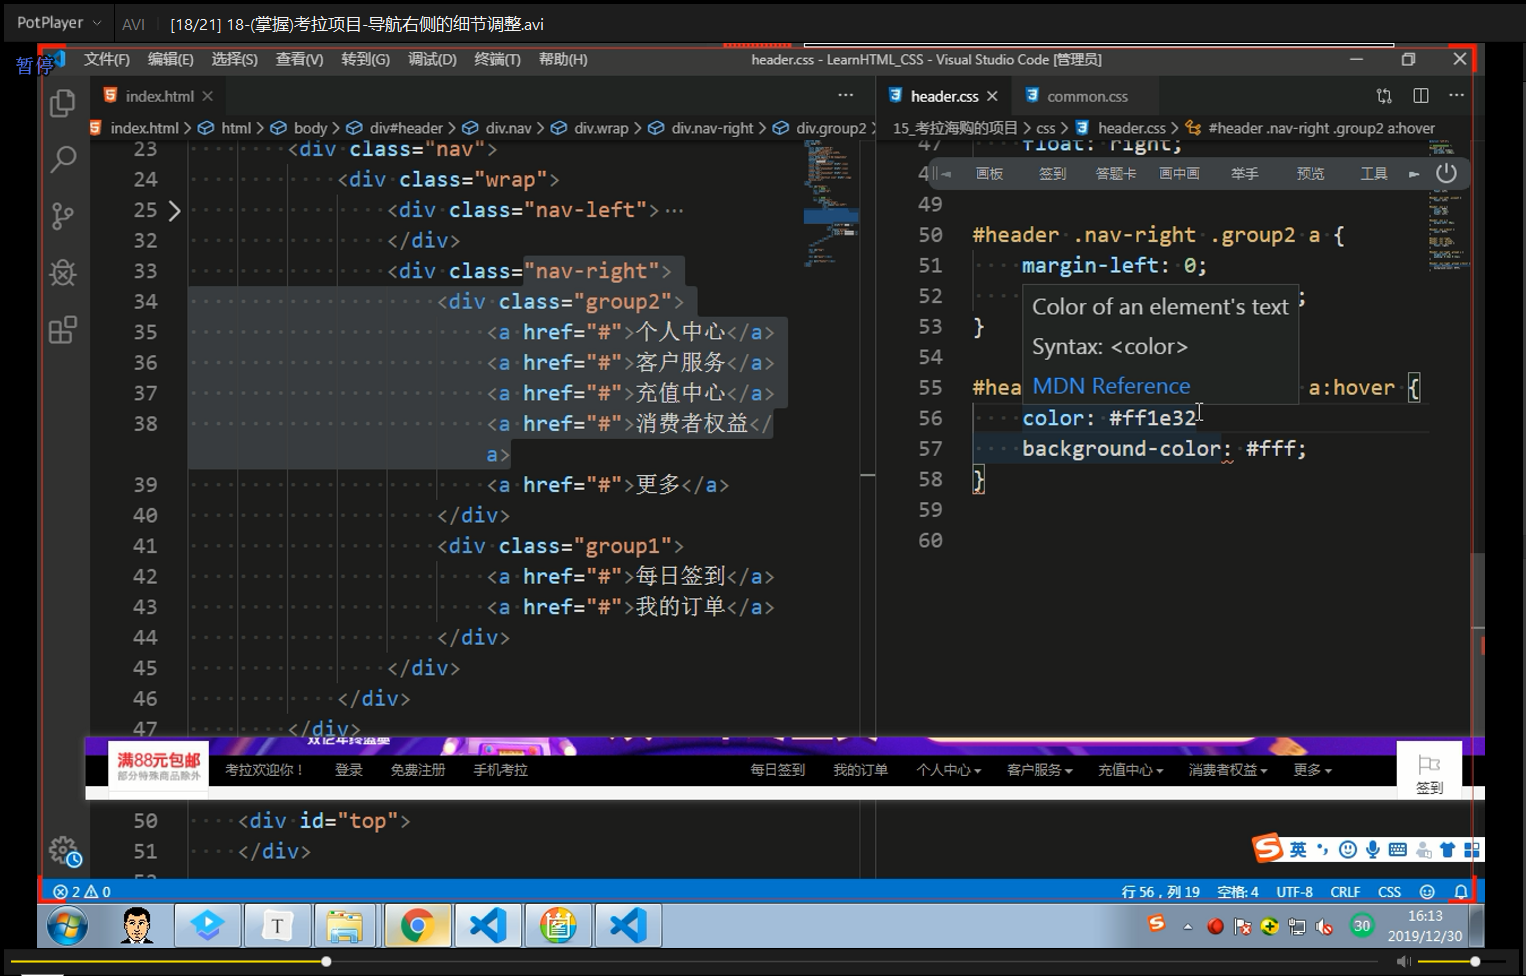 PotPlayer AVI [18/21] 18-(掌握)考拉项目-导航右侧的细节调整.avi
暂停
文件(F) 编辑(E) 选择(S) 查看(V) 转到(G) 调试(D) 终端(T) 帮助(H) header.css - LearnHTML_CSS - Visual Studio Code [管理员]
index.html
index.html > html > body > div#header > div.nav > div.wrap > div.nav-right > div.group2 >
23 <div class="nav">
24 <div class="wrap">
25 <div class="nav-left">…
32 </div>
33 <div class="nav-right">
34 <div class="group2">
35 <a href="#">个人中心</a>
36 <a href="#">客户服务</a>
37 <a href="#">充值中心</a>
38 <a href="#">消费者权益</
a>
39 <a href="#">更多</a>
40 </div>
41 <div class="group1">
42 <a href="#">每日签到</a>
43 <a href="#">我的订单</a>
44 </div>
45 </div>
46 </div>
47 </div>
50 <div id="top">
51 </div>
header.css common.css
15_考拉海购的项目 > css > header.css > #header .nav-right .group2 a:hover
47 float: right;
画板 签到 答题卡 画中画 举手 预览 工具
49
50 #header .nav-right .group2 a {
51 margin-left: 0;
52 ;
53 }
54
55 #hea a:hover {
56 color: #ff1e32
57 background-color: #fff;
58 }
59
60
Color of an element's text
Syntax: <color>
MDN Reference
满88元包邮
部分特殊商品除外
考拉欢迎你！ 登录 免费注册 手机考拉 每日签到 我的订单 个人中心 客户服务 充值中心 消费者权益 更多
签到
英
2 0 行 56，列 19 空格: 4 UTF-8 CRLF CSS
T
30
16:13
2019/12/30